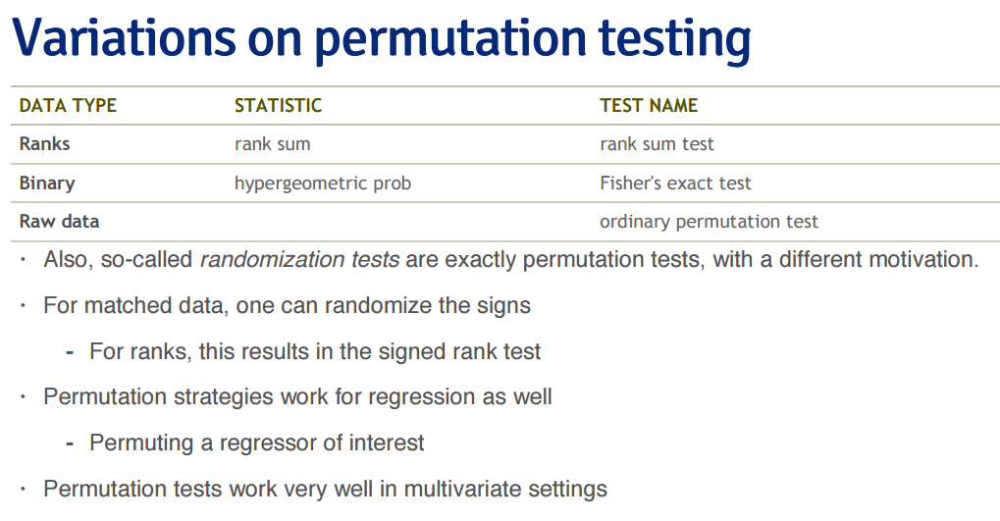 Variations on permutation testing
DATA TYPE STATISTIC TEST NAME
Ranks rank sum rank sum test
Binary hypergeometric prob Fisher's exact test
Raw data ordinary permutation test
· Also, so-called randomization tests are exactly permutation tests, with a different motivation.
· For matched data, one can randomize the signs
- For ranks, this results in the signed rank test
· Permutation strategies work for regression as well
- Permuting a regressor of interest
· Permutation tests work very well in multivariate settings